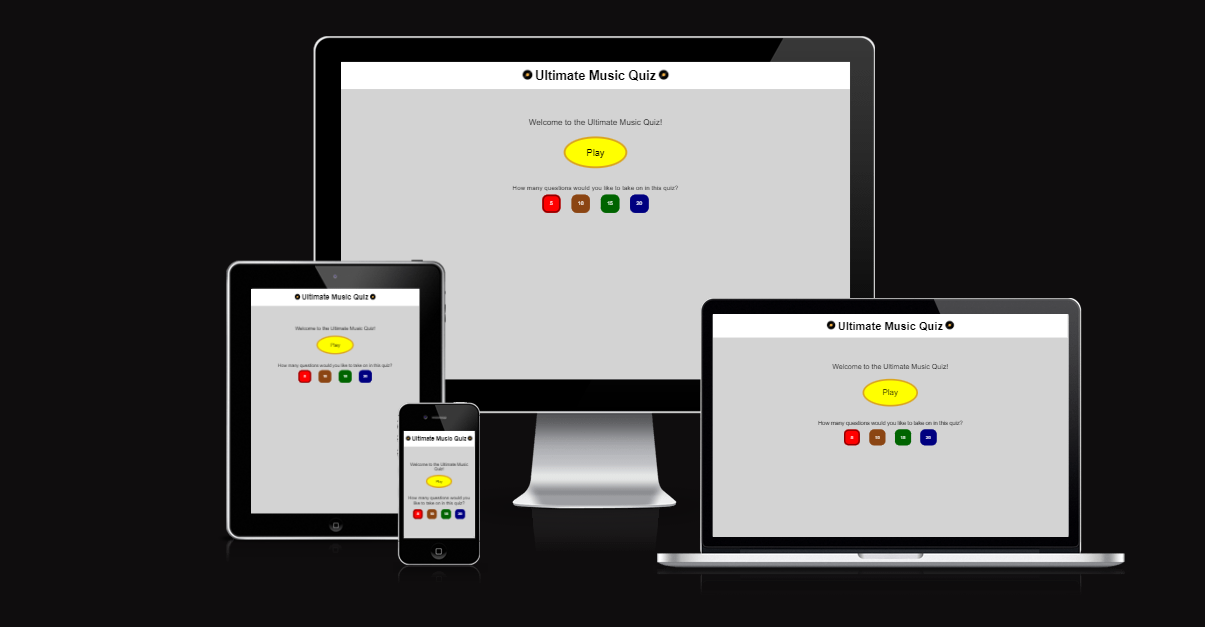 Ultimate Music Quiz
Welcome to the Ultimate Music Quiz!
Play
How many questions would you like to take on in this quiz?
5 10 15 20
Ultimate Music Quiz
Welcome to the Ultimate Music Quiz!
Play
How many questions would you like to take on in this quiz?
5 10 15 20
Ultimate Music Quiz
Welcome to the Ultimate Music
Quiz!
Play
How many questions would you
like to take on in this quiz?
5 10 15 20
Ultimate Music Quiz
Welcome to the Ultimate Music Quiz!
Play
How many questions would you like to take on in this quiz?
5 10 15 20